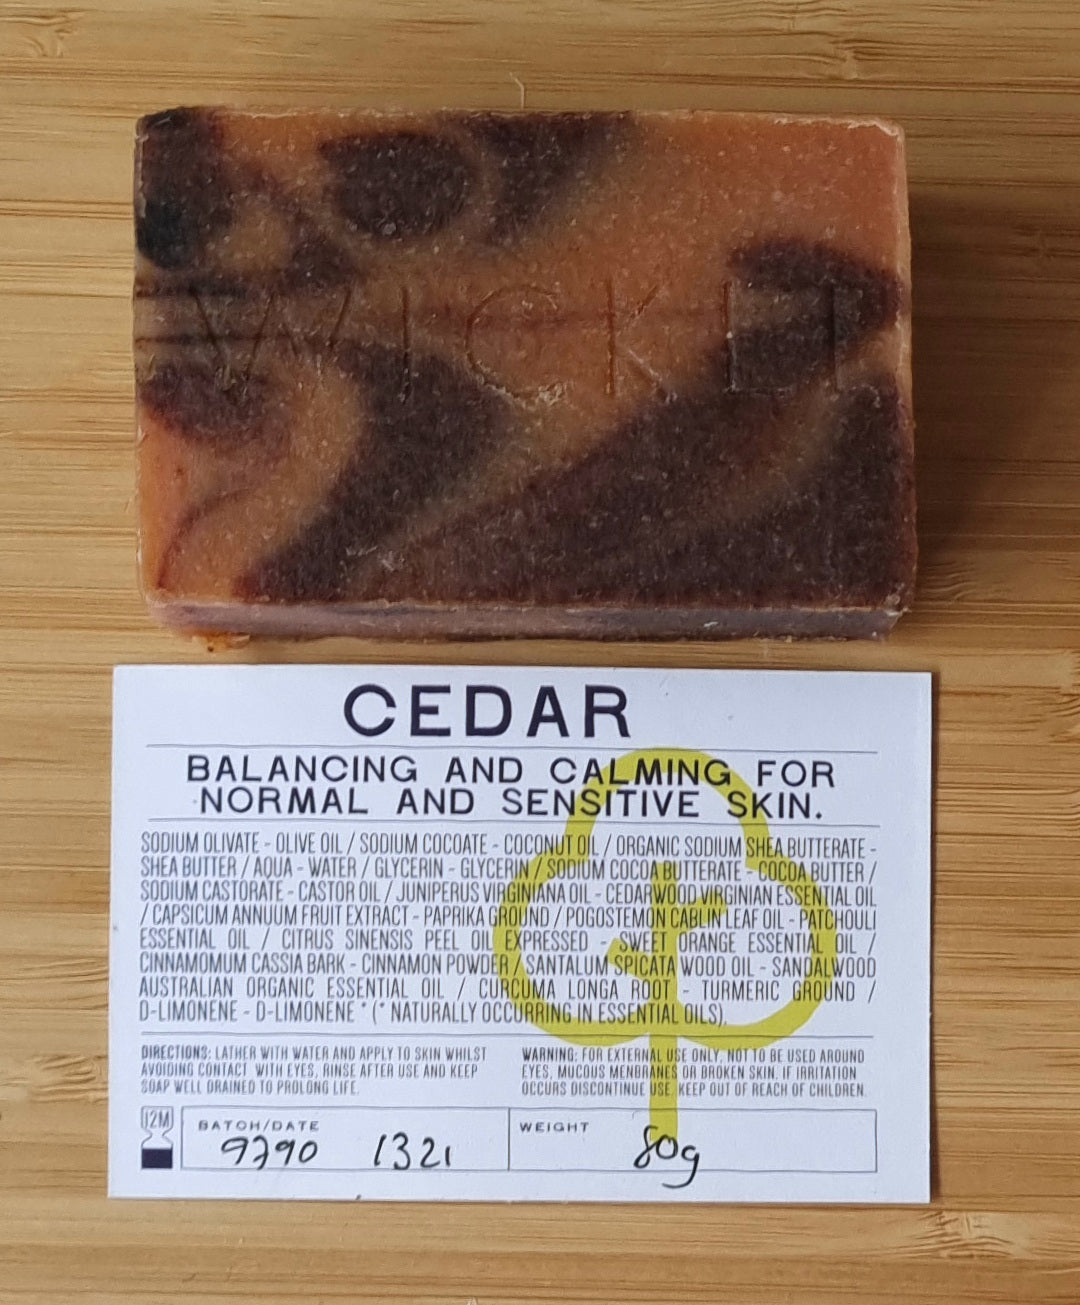 WICKLI
CEDAR
BALANCING AND CALMING FOR
NORMAL AND SENSITIVE SKIN.
SODIUM OLIVATE - OLIVE OIL / SODIUM COCOATE - COCONUT OIL / ORGANIC SODIUM SHEA BUTTERATE -
SHEA BUTTER / AQUA - WATER / GLYCERIN - GLYCERIN / SODIUM COCOA BUTTERATE - COCOA BUTTER /
SODIUM CASTORATE - CASTOR OIL / JUNIPERUS VIRGINIANA OIL - CEDARWOOD VIRGINIAN ESSENTIAL OIL
/ CAPSICUM ANNUUM FRUIT EXTRACT - PAPRIKA GROUND / POGOSTEMON CABLIN LEAF OIL - PATCHOULI
ESSENTIAL OIL / CITRUS SINENSIS PEEL OIL EXPRESSED - SWEET ORANGE ESSENTIAL OIL /
CINNAMOMUM CASSIA BARK - CINNAMON POWDER / SANTALUM SPICATA WOOD OIL - SANDALWOOD
AUSTRALIAN ORGANIC ESSENTIAL OIL / CURCUMA LONGA ROOT - TURMERIC GROUND /
D-LIMONENE - D-LIMONENE * (* NATURALLY OCCURRING IN ESSENTIAL OILS).
DIRECTIONS: LATHER WITH WATER AND APPLY TO SKIN WHILST
AVOIDING CONTACT WITH EYES, RINSE AFTER USE AND KEEP
SOAP WELL DRAINED TO PROLONG LIFE.
WARNING: FOR EXTERNAL USE ONLY. NOT TO BE USED AROUND
EYES, MUCOUS MENBRANES OR BROKEN SKIN. IF IRRITATION
OCCURS DISCONTINUE USE. KEEP OUT OF REACH OF CHILDREN.
12M
BATCH/DATE
9790 1321
WEIGHT
80g